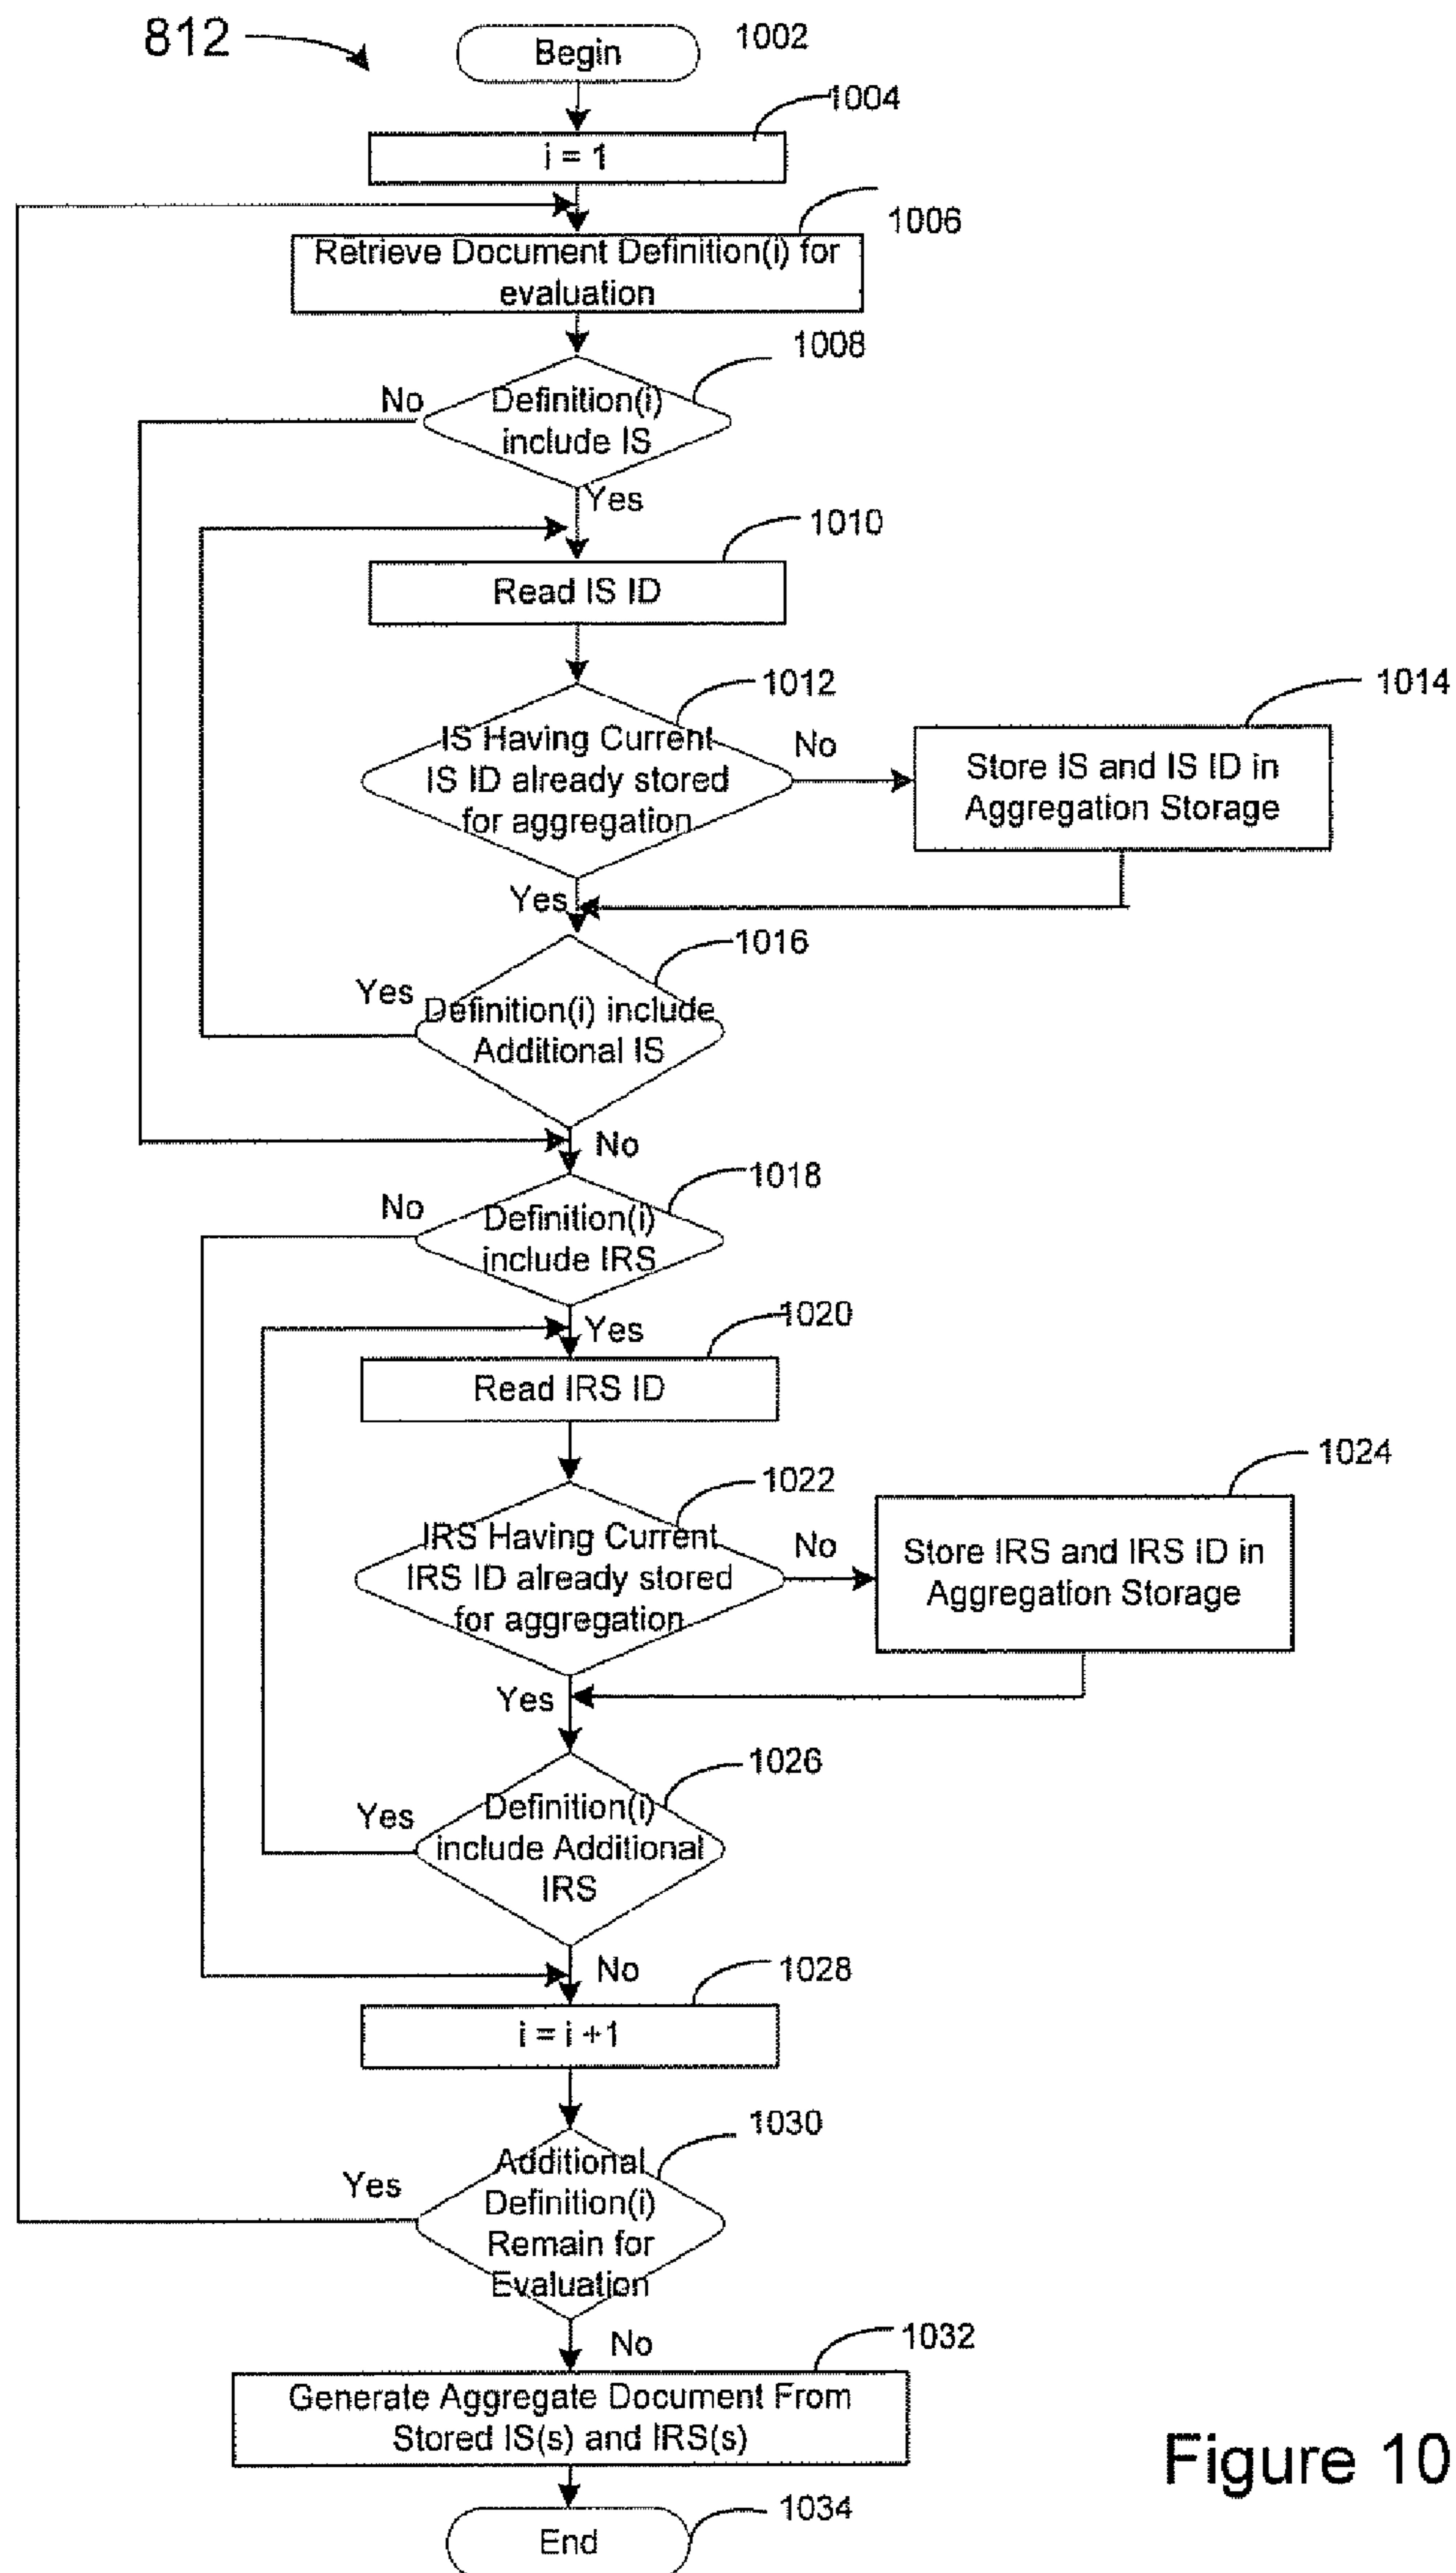 812
Begin
1002
1004
i = 1
1006
Retrieve Document Definition(i) for
evaluation
1008
No
Definition(i)
include IS
Yes
1010
Read IS ID
1012
1014
IS Having Current
IS ID already stored
for aggregation
No
Store IS and IS ID in
Aggregation Storage
Yes
1016
Yes
Definition(i) include
Additional IS
No
1018
No
Definition(i)
include IRS
Yes
1020
Read IRS ID
1022
1024
IRS Having Current
IRS ID already stored
for aggregation
No
Store IRS and IRS ID in
Aggregation Storage
Yes
1026
Yes
Definition(i)
include Additional
IRS
No
1028
i = i +1
1030
Yes
Additional
Definition(i)
Remain for
Evaluation
No
1032
Generate Aggregate Document From
Stored IS(s) and IRS(s)
Figure 10
1034
End